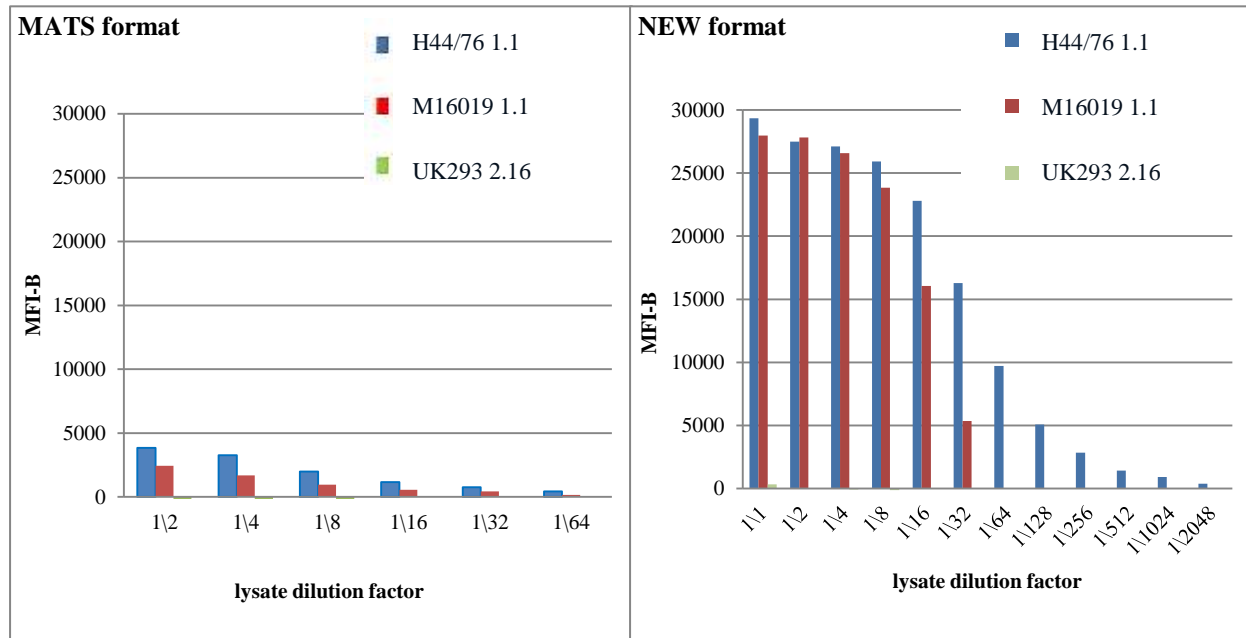 MATS format
H44/76 1.1
M16019 1.1
UK293 2.16
30000
25000
20000
15000
10000
5000
0
MFI-B
1\2
1\4
1\8
1\16
1\32
1\64
lysate dilution factor
NEW format
H44/76 1.1
M16019 1.1
UK293 2.16
30000
25000
20000
15000
10000
5000
0
MFI-B
1\1
1\2
1\4
1\8
1\16
1\32
1\64
1\128
1\256
1\512
1\1024
1\2048
lysate dilution factor